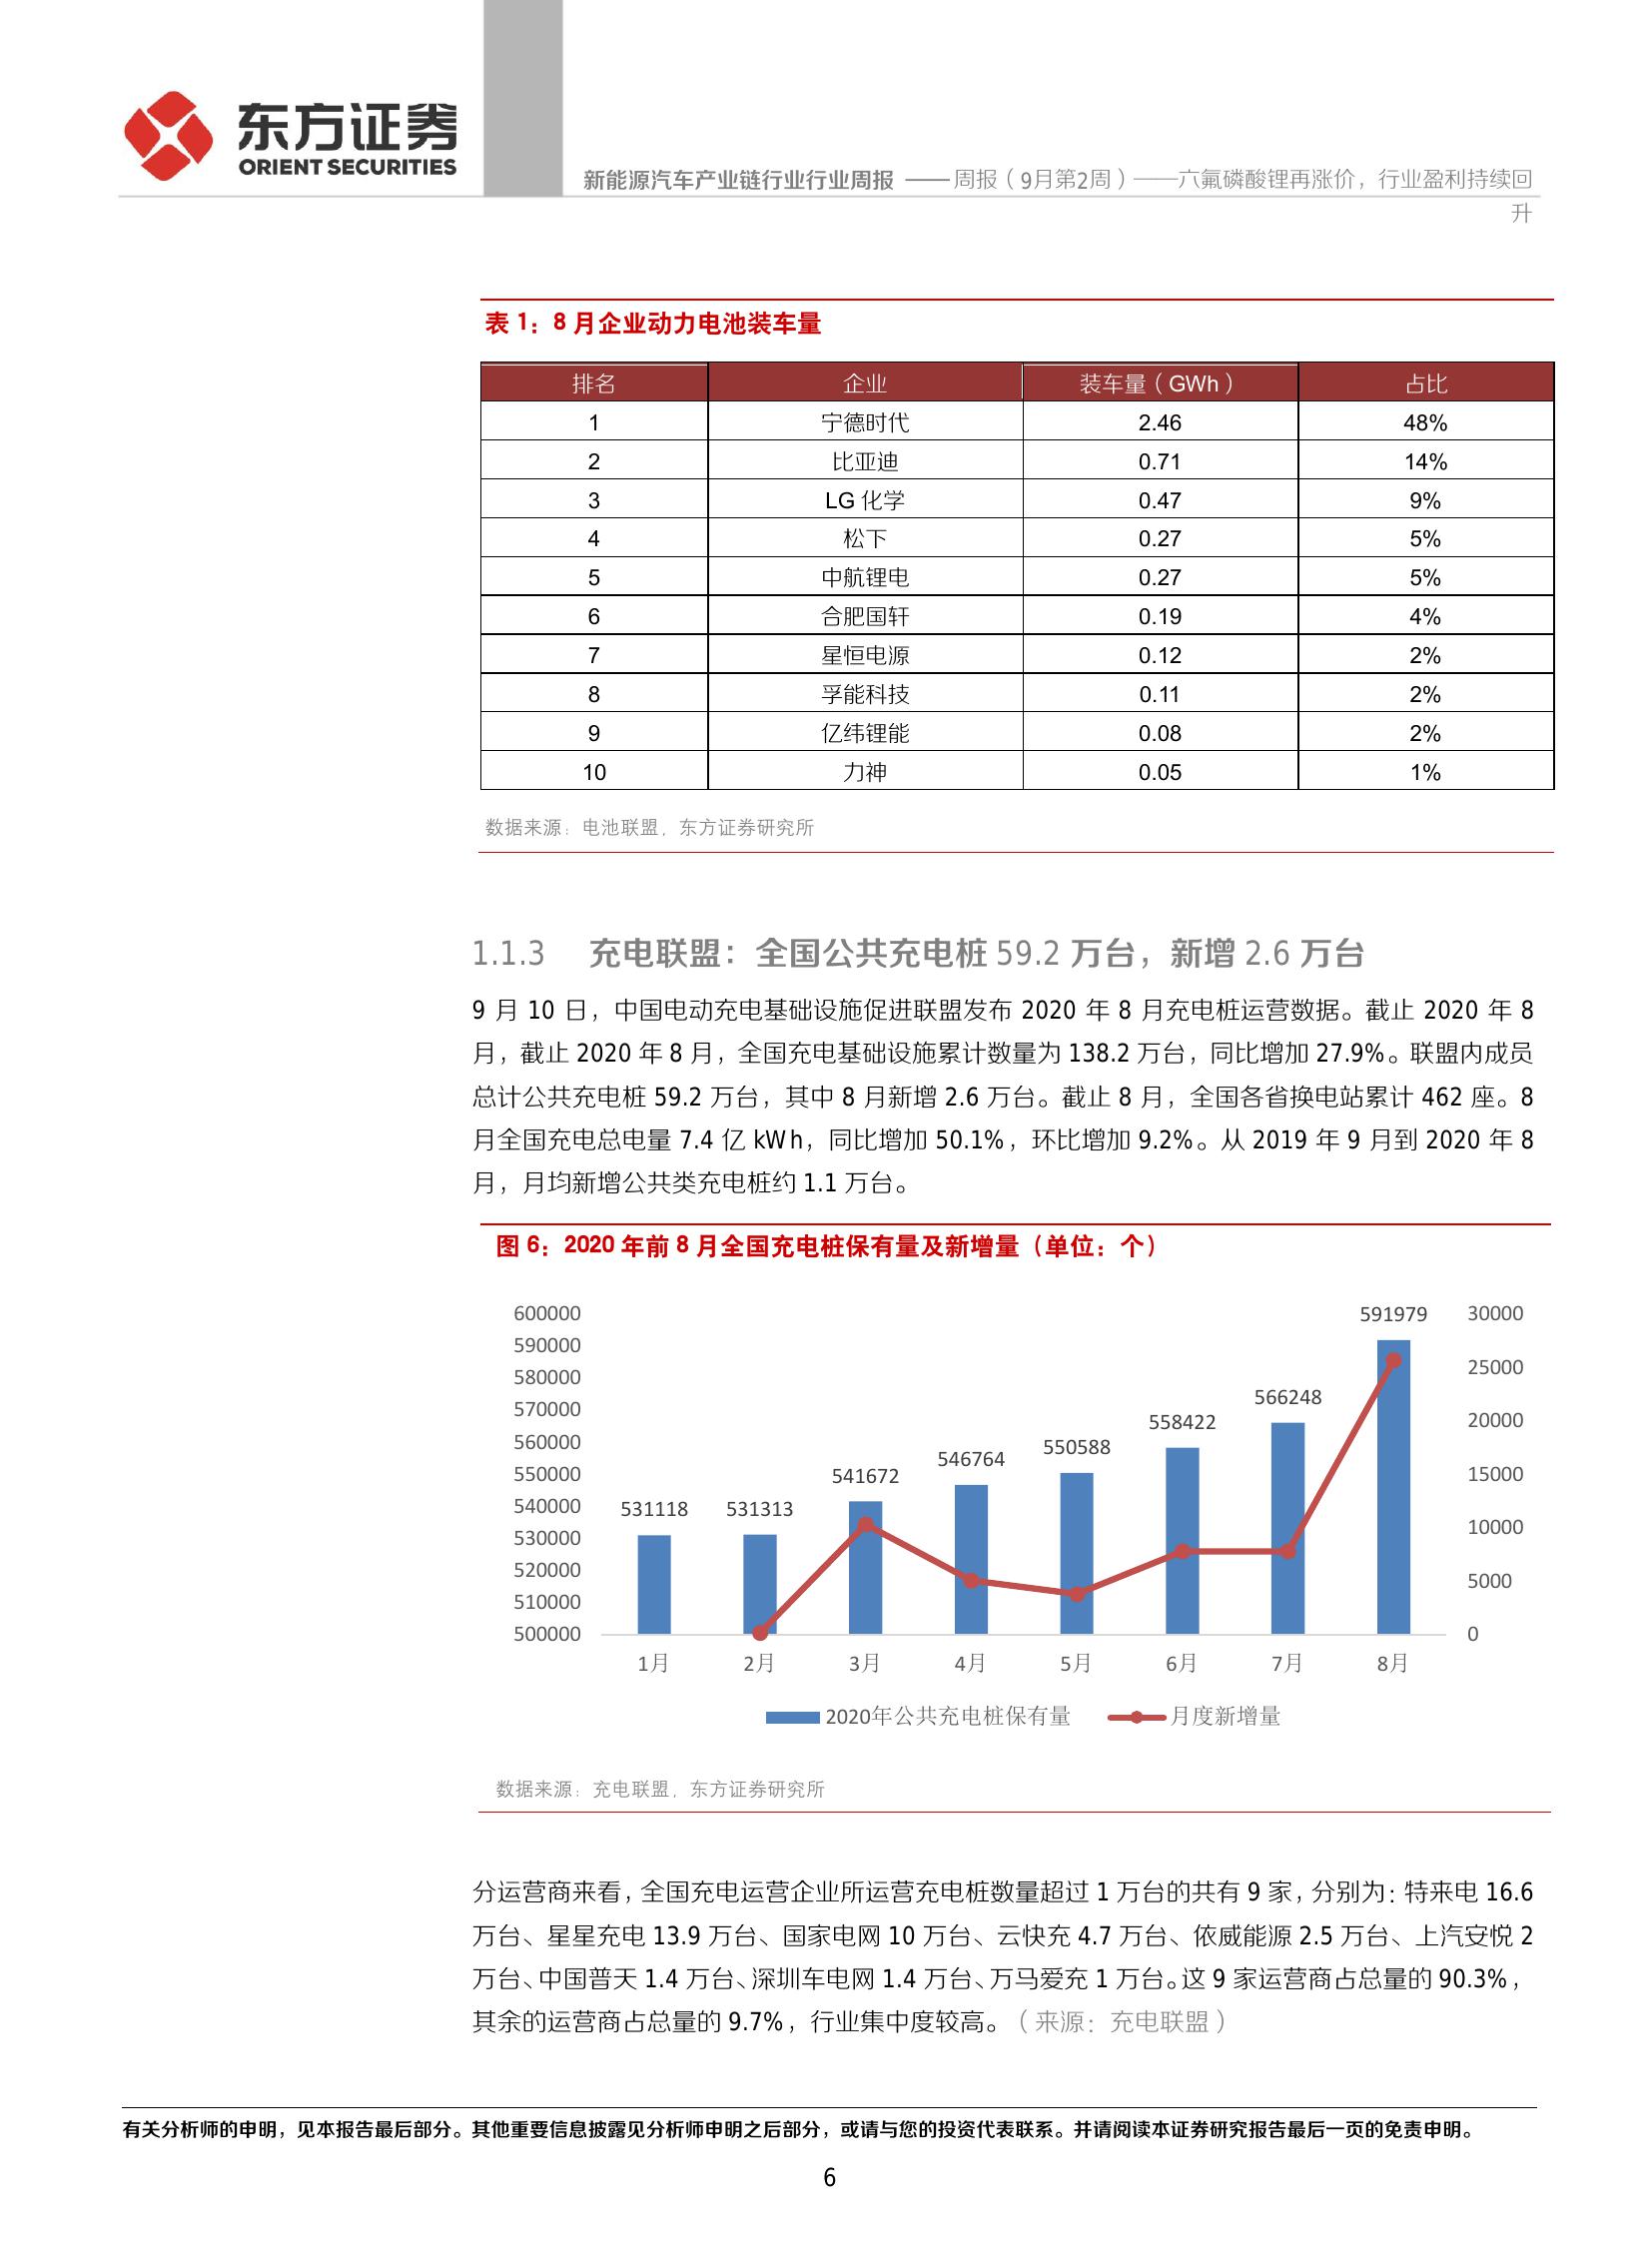 东方证券
ORIENT SECURITIES
新能源汽车产业链行业行业周报 —— 周报（9月第2周）——六氟磷酸锂再涨价，行业盈利持续回
升
表 1：8 月企业动力电池装车量
排名 企业 装车量（GWh） 占比
1 宁德时代 2.46 48%
2 比亚迪 0.71 14%
3 LG 化学 0.47 9%
4 松下 0.27 5%
5 中航锂电 0.27 5%
6 合肥国轩 0.19 4%
7 星恒电源 0.12 2%
8 孚能科技 0.11 2%
9 亿纬锂能 0.08 2%
10 力神 0.05 1%
数据来源：电池联盟，东方证券研究所
1.1.3 充电联盟：全国公共充电桩 59.2 万台，新增 2.6 万台
9 月 10 日，中国电动充电基础设施促进联盟发布 2020 年 8 月充电桩运营数据。截止 2020 年 8
月，截止 2020 年 8 月，全国充电基础设施累计数量为 138.2 万台，同比增加 27.9%。联盟内成员
总计公共充电桩 59.2 万台，其中 8 月新增 2.6 万台。截止 8 月，全国各省换电站累计 462 座。8
月全国充电总电量 7.4 亿 kWh，同比增加 50.1%，环比增加 9.2%。从 2019 年 9 月到 2020 年 8
月，月均新增公共类充电桩约 1.1 万台。
图 6：2020 年前 8 月全国充电桩保有量及新增量（单位：个）
600000
590000
580000
570000
560000
550000
540000
530000
520000
510000
500000
531118
531313
541672
546764
550588
558422
566248
591979
30000
25000
20000
15000
10000
5000
0
1月 2月 3月 4月 5月 6月 7月 8月
2020年公共充电桩保有量 月度新增量
数据来源：充电联盟，东方证券研究所
分运营商来看，全国充电运营企业所运营充电桩数量超过 1 万台的共有 9 家，分别为：特来电 16.6
万台、星星充电 13.9 万台、国家电网 10 万台、云快充 4.7 万台、依威能源 2.5 万台、上汽安悦 2
万台、中国普天 1.4 万台、深圳车电网 1.4 万台、万马爱充 1 万台。这 9 家运营商占总量的 90.3%，
其余的运营商占总量的 9.7%，行业集中度较高。（来源：充电联盟）
有关分析师的申明，见本报告最后部分。其他重要信息披露见分析师申明之后部分，或请与您的投资代表联系。并请阅读本证券研究报告最后一页的免责申明。
6